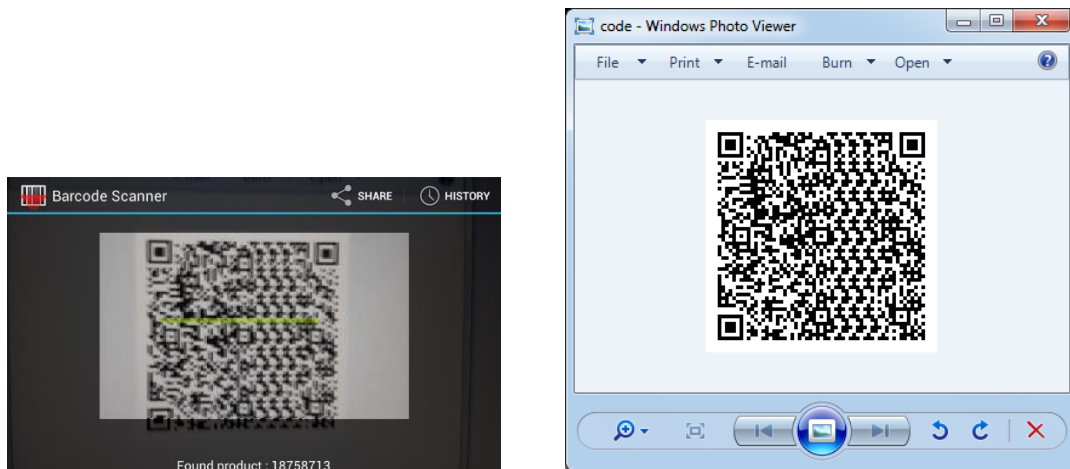 Barcode Scanner SHARE HISTORY
Found product : 18758713
code - Windows Photo Viewer
File Print E-mail Burn Open